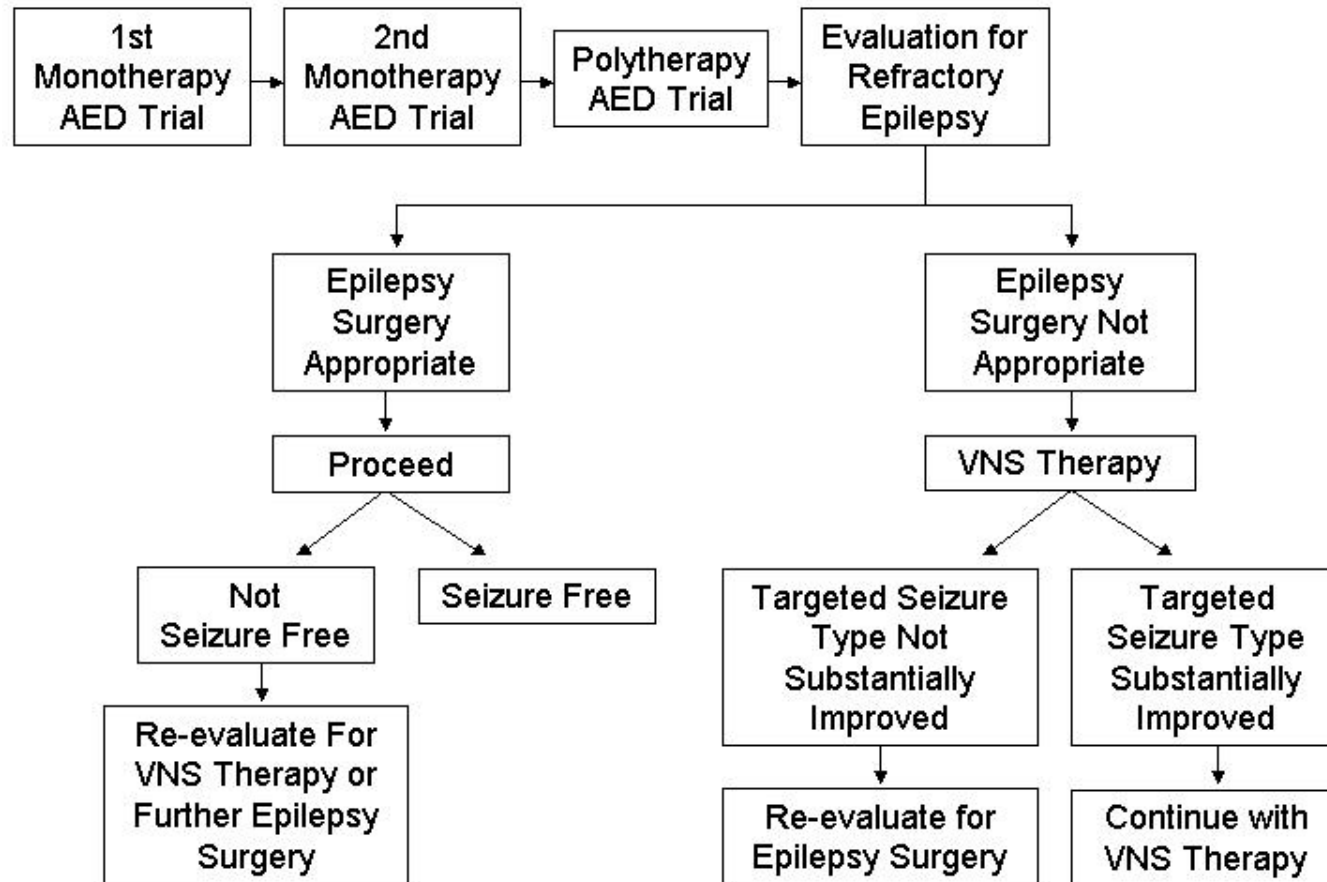 1st
Monotherapy
AED Trial
2nd
Monotherapy
AED Trial
Polytherapy
AED Trial
Evaluation for
Refractory
Epilepsy
Epilepsy
Surgery
Appropriate
Epilepsy
Surgery Not
Appropriate
Proceed
VNS Therapy
Not
Seizure Free
Seizure Free
Targeted Seizure
Type Not
Substantially
Improved
Targeted
Seizure Type
Substantially
Improved
Re-evaluate For
VNS Therapy or
Further Epilepsy
Surgery
Re-evaluate for
Epilepsy Surgery
Continue with
VNS Therapy